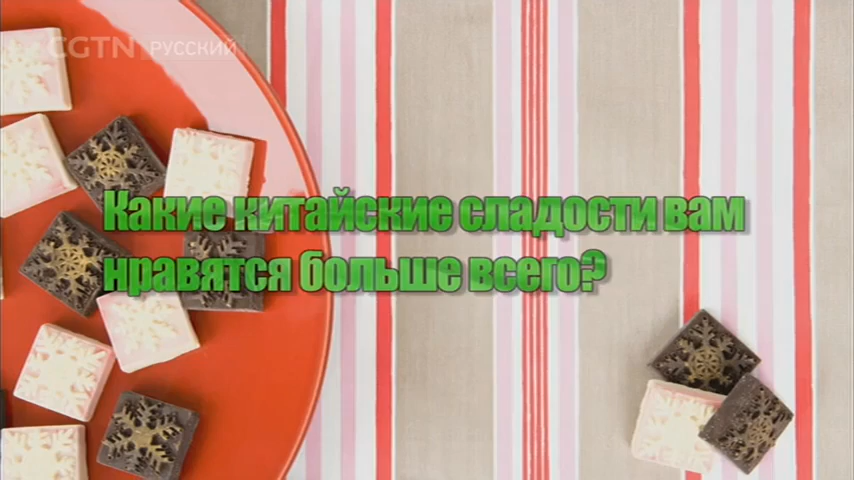 CGTN РУССКИЙ
Какие китайские сладости вам
нравятся больше всего?